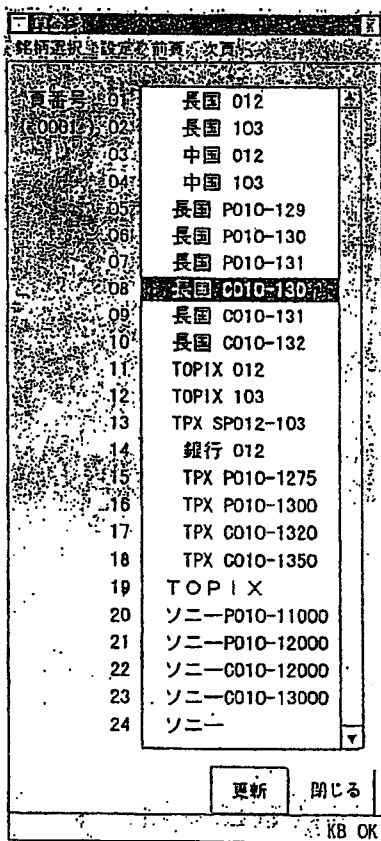 銘柄選択 設定 前頁 次頁
頁番号 01 長国 012
02 長国 103
03 中国 012
04 中国 103
05 長国 P010-129
06 長国 P010-130
07 長国 P010-131
08 長国 C010-130
09 長国 C010-131
10 長国 C010-132
11 TOPIX 012
12 TOPIX 103
13 TPX SP012-103
14 銀行 012
15 TPX P010-1275
16 TPX P010-1300
17 TPX C010-1320
18 TPX C010-1350
19 TOPIX
20 ソニーP010-11000
21 ソニーP010-12000
22 ソニーC010-12000
23 ソニーC010-13000
24 ソニー
更新 閉じる
KB OK